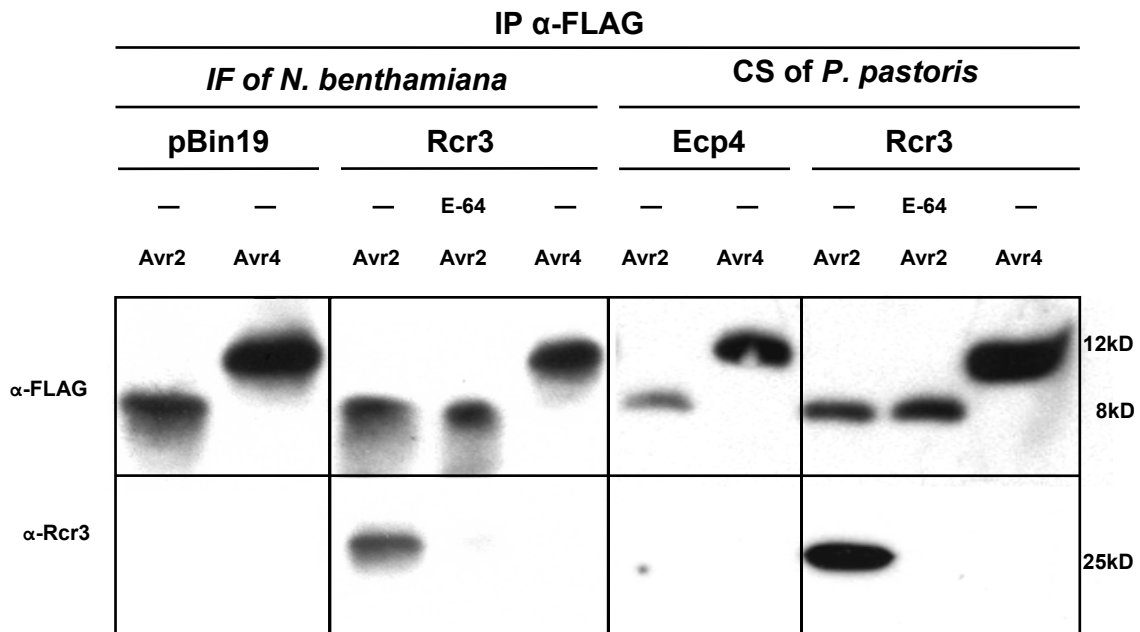 IP α-FLAG
IF of N. benthamiana CS of P. pastoris
pBin19 Rcr3 Ecp4 Rcr3
— — — E-64 — — — — E-64 —
Avr2 Avr4 Avr2 Avr2 Avr4 Avr2 Avr4 Avr2 Avr2 Avr4
12kD
α-FLAG
8kD
α-Rcr3
25kD